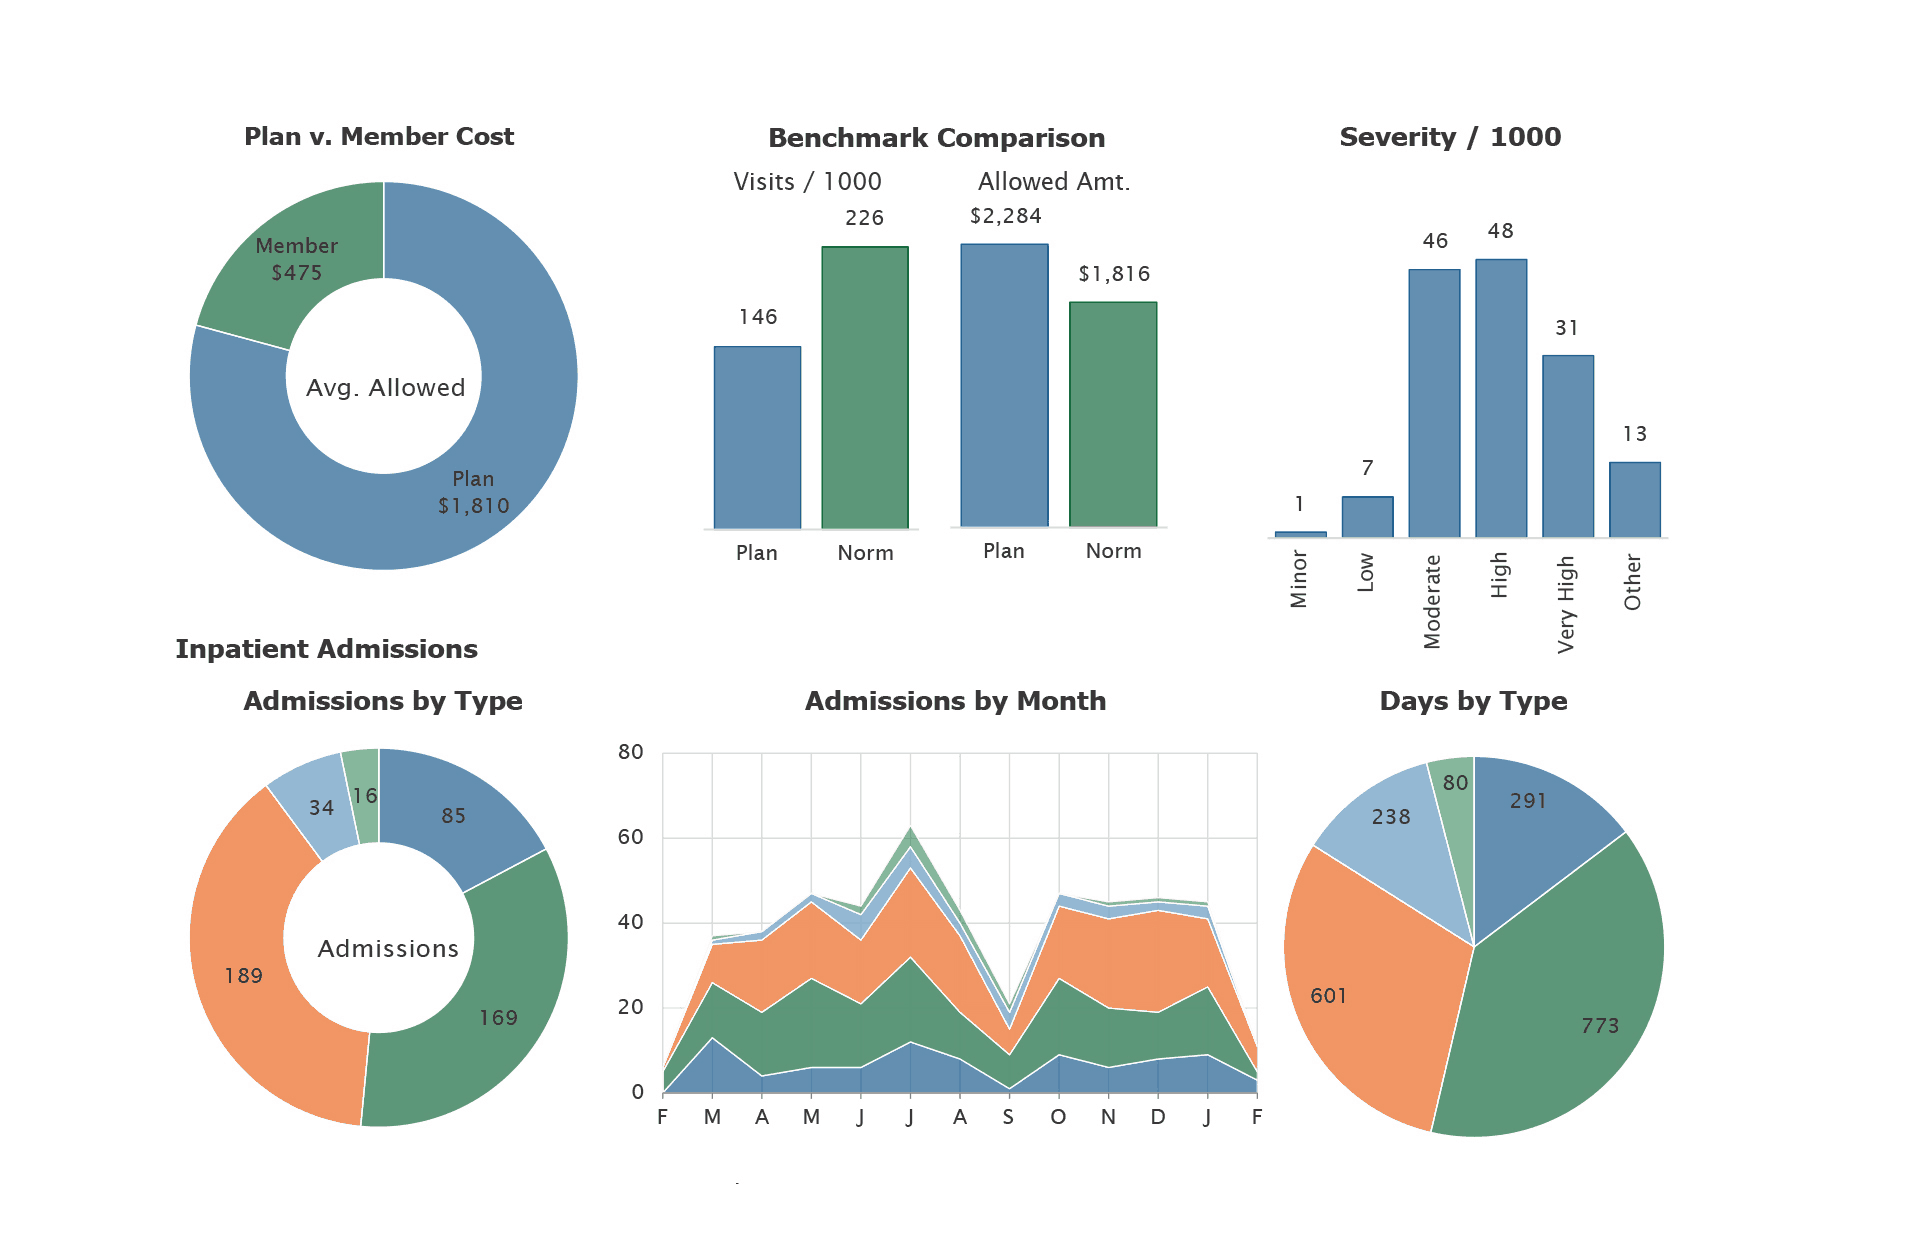 Plan v. Member Cost
Member
$475
Avg. Allowed
Plan
$1,810
Benchmark Comparison
Visits / 1000
Allowed Amt.
146
226
$2,284
$1,816
Plan
Norm
Plan
Norm
Severity / 1000
1
7
46
48
31
13
Minor
Low
Moderate
High
Very High
Other
Inpatient Admissions
Admissions by Type
34
16
85
189
Admissions
169
Admissions by Month
80
60
40
20
0
F M A M J J A S O N D J F
Days by Type
80
291
238
601
773